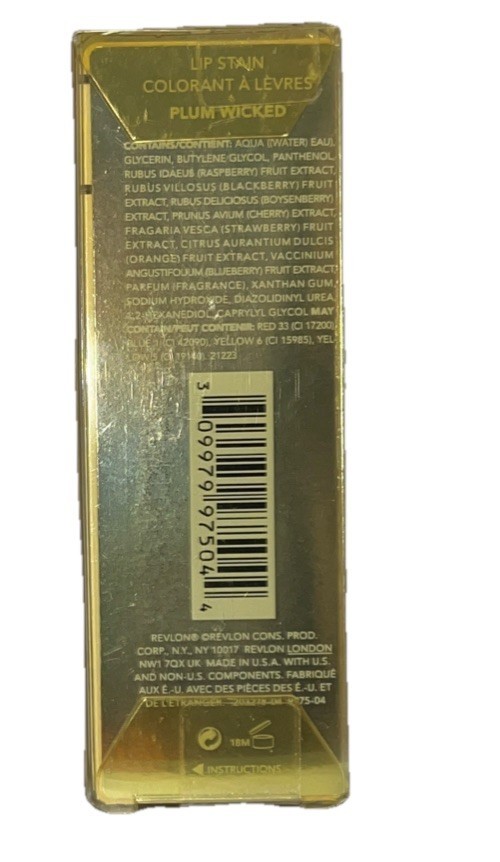 LIP STAIN
COLORANT À LÈVRES
PLUM WICKED
CONTAINS/CONTIENT: AQUA ((WATER) EAU),
GLYCERIN, BUTYLENE GLYCOL, PANTHENOL,
RUBUS IDAEUS (RASPBERRY) FRUIT EXTRACT,
RUBUS VILLOSUS (BLACKBERRY) FRUIT
EXTRACT, RUBUS DELICIOSUS (BOYSENBERRY)
EXTRACT, PRUNUS AVIUM (CHERRY) EXTRACT,
FRAGARIA VESCA (STRAWBERRY) FRUIT
EXTRACT, CITRUS AURANTIUM DULCIS
(ORANGE) FRUIT EXTRACT, VACCINIUM
ANGUSTIFOLIUM (BLUEBERRY) FRUIT EXTRACT,
PARFUM (FRAGRANCE), XANTHAN GUM,
SODIUM HYDROXIDE, DIAZOLIDINYL UREA,
1,2-HEXANEDIOL, CAPRYLYL GLYCOL MAY
CONTAIN/PEUT CONTENIR: RED 33 (CI 17200),
BLUE 1 (CI 42090), YELLOW 6 (CI 15985), YEL-
LOW 5 (CI 19140). 21223
3 09979 97504 4
REVLON® ©REVLON CONS. PROD.
CORP., N.Y., NY 10017 REVLON LONDON
NW1 7QX UK MADE IN U.S.A. WITH U.S.
AND NON-U.S. COMPONENTS. FABRIQUÉ
AUX É.-U. AVEC DES PIÈCES DES É.-U. ET
DE L'ÉTRANGER
18M
INSTRUCTIONS